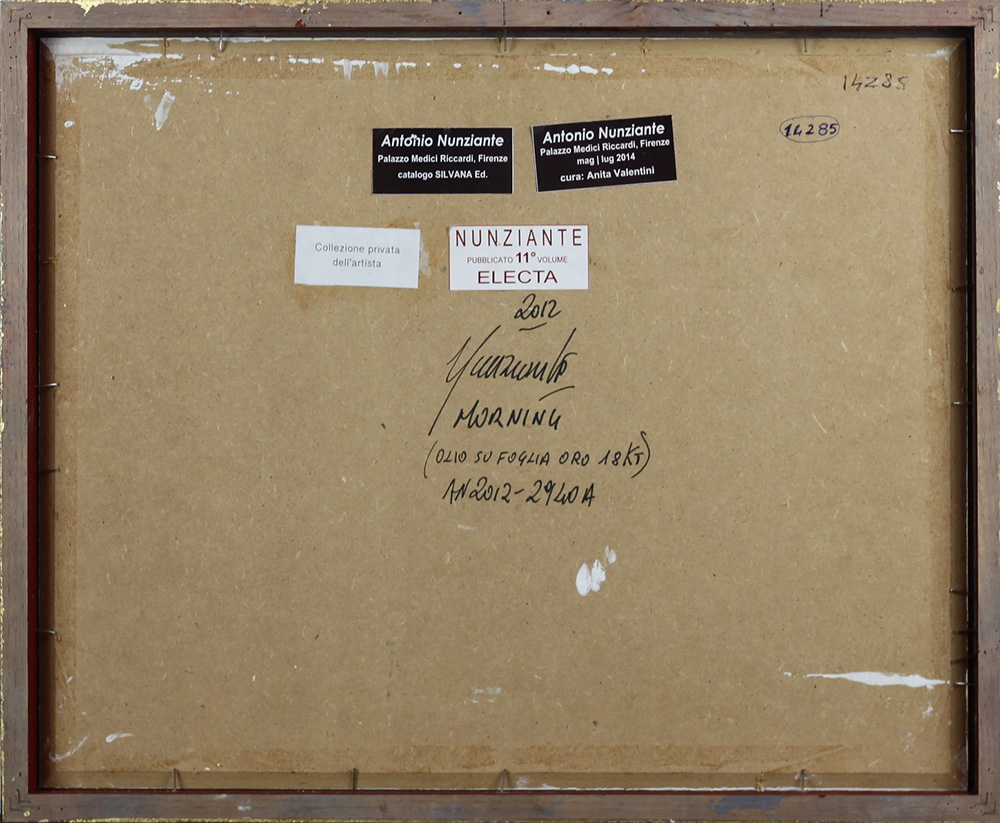 14285
14285
Antonio Nunziante
Palazzo Medici Riccardi, Firenze
catalogo SILVANA Ed.
Antonio Nunziante
Palazzo Medici Riccardi, Firenze
mag | lug 2014
cura: Anita Valentini
Collezione privata
dell'artista
NUNZIANTE
PUBBLICATO 11° VOLUME
ELECTA
2012
Nunziante
MORNING
(OLIO SU FOGLIA ORO 18KT)
AN2012-2940A